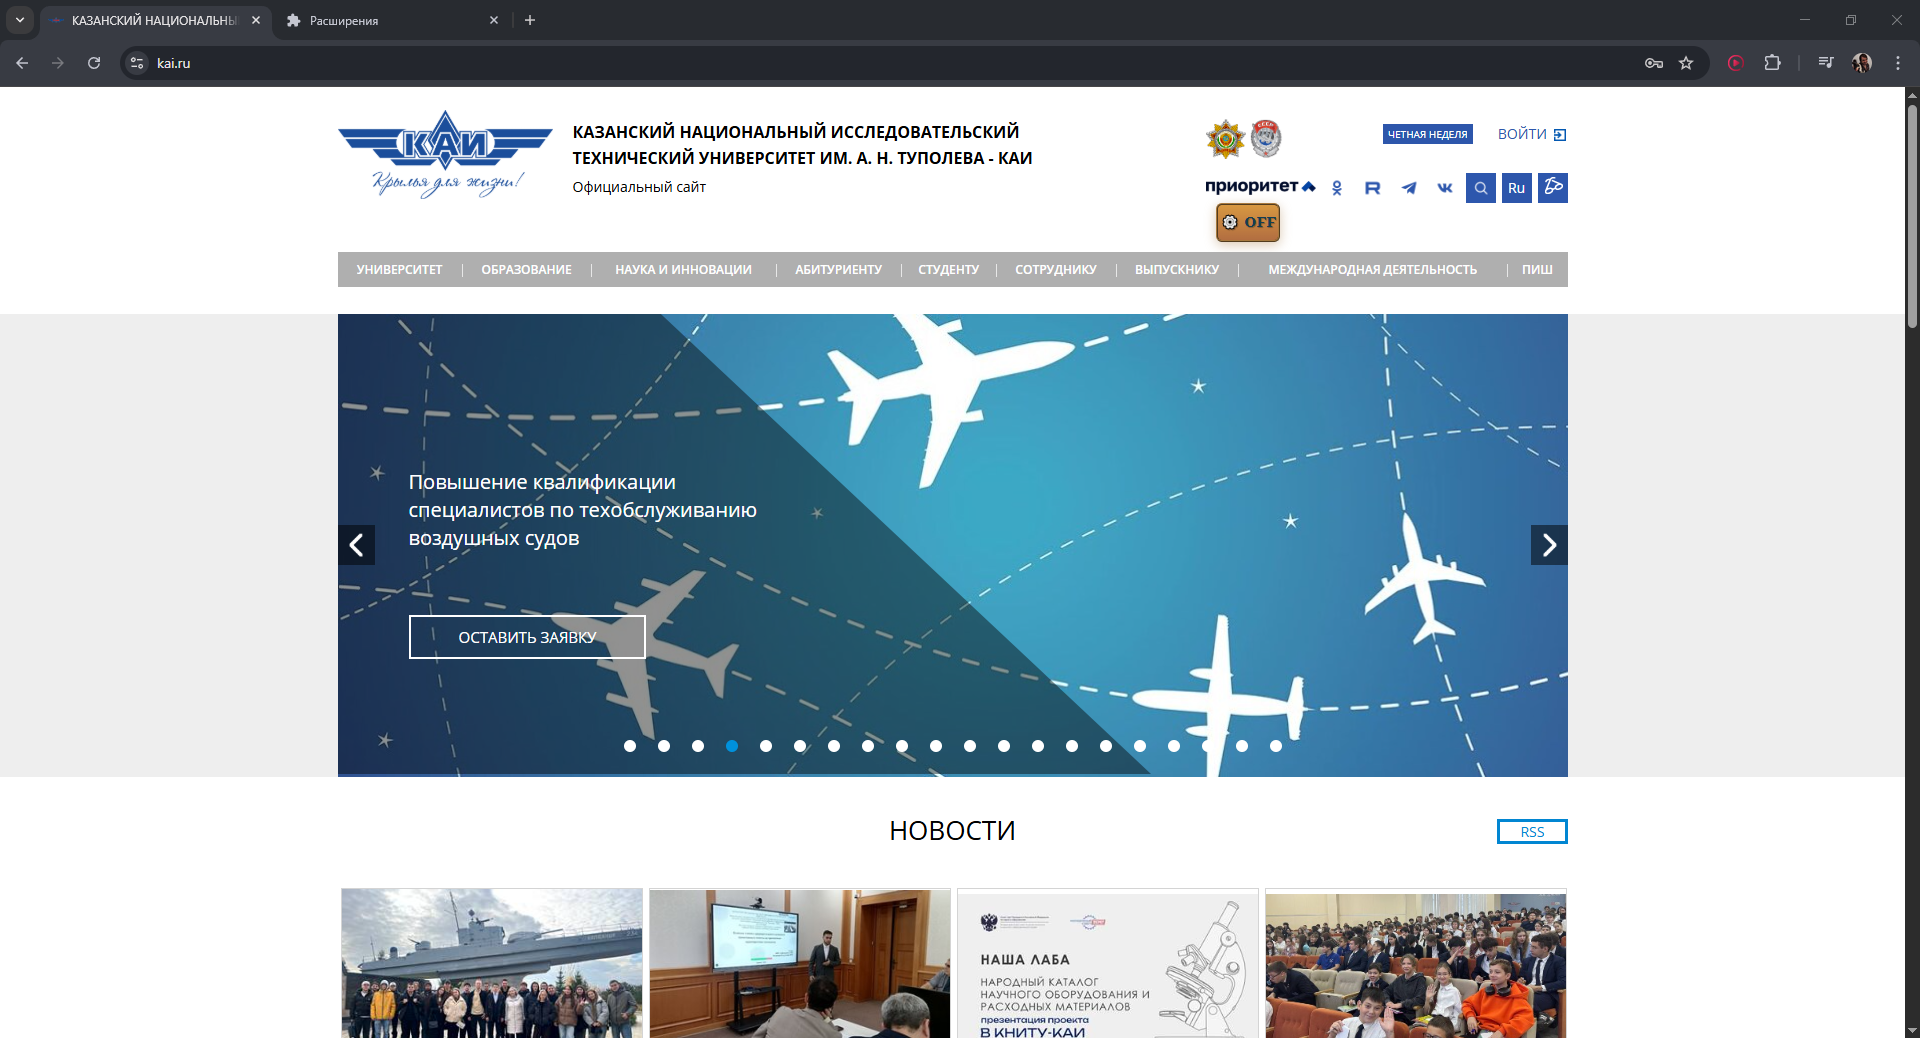 КАЗАНСКИЙ НАЦИОНАЛЬНЫ
Расширения
kai.ru
КАИ
Крылья для жизни!
КАЗАНСКИЙ НАЦИОНАЛЬНЫЙ ИССЛЕДОВАТЕЛЬСКИЙ
ТЕХНИЧЕСКИЙ УНИВЕРСИТЕТ ИМ. А. Н. ТУПОЛЕВА - КАИ
Официальный сайт
ЧЕТНАЯ НЕДЕЛЯ
ВОЙТИ
приоритет
Ru
OFF
УНИВЕРСИТЕТ
ОБРАЗОВАНИЕ
НАУКА И ИННОВАЦИИ
АБИТУРИЕНТУ
СТУДЕНТУ
СОТРУДНИКУ
ВЫПУСКНИКУ
МЕЖДУНАРОДНАЯ ДЕЯТЕЛЬНОСТЬ
ПИШ
Повышение квалификации
специалистов по техобслуживанию
воздушных судов
ОСТАВИТЬ ЗАЯВКУ
НОВОСТИ
RSS
НАША ЛАБА
НАРОДНЫЙ КАТАЛОГ
НАУЧНОГО ОБОРУДОВАНИЯ И
РАСХОДНЫХ МАТЕРИАЛОВ
презентация проекта
В КНИТУ-КАИ